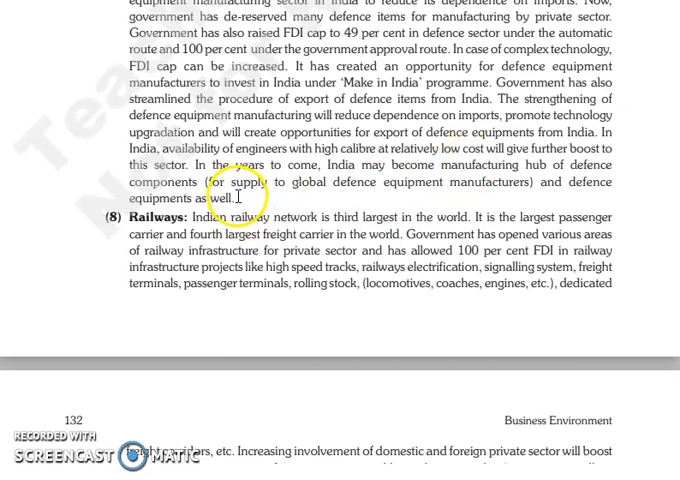 equipment manufacturing sector in India to reduce its dependence on imports. Now,
government has de-reserved many defence items for manufacturing by private sector.
Government has also raised FDI cap to 49 per cent in defence sector under the automatic
route and 100 per cent under the government approval route. In case of complex technology,
FDI cap can be increased. It has created an opportunity for defence equipment
manufacturers to invest in India under ‘Make in India’ programme. Government has also
streamlined the procedure of export of defence items from India. The strengthening of
defence equipment manufacturing will reduce dependence on imports, promote technology
upgradation and will create opportunities for export of defence equipments from India. In
India, availability of engineers with high calibre at relatively low cost will give further boost to
this sector. In the years to come, India may become manufacturing hub of defence
components (for supply to global defence equipment manufacturers) and defence
equipments as well.
(8) Railways: Indian railway network is third largest in the world. It is the largest passenger
carrier and fourth largest freight carrier in the world. Government has opened various areas
of railway infrastructure for private sector and has allowed 100 per cent FDI in railway
infrastructure projects like high speed tracks, railways electrification, signalling system, freight
terminals, passenger terminals, rolling stock, (locomotives, coaches, engines, etc.), dedicated
132 Business Environment
freight corridors, etc. Increasing involvement of domestic and foreign private sector will boost
RECORDED WITH
SCREENCAST MATIC